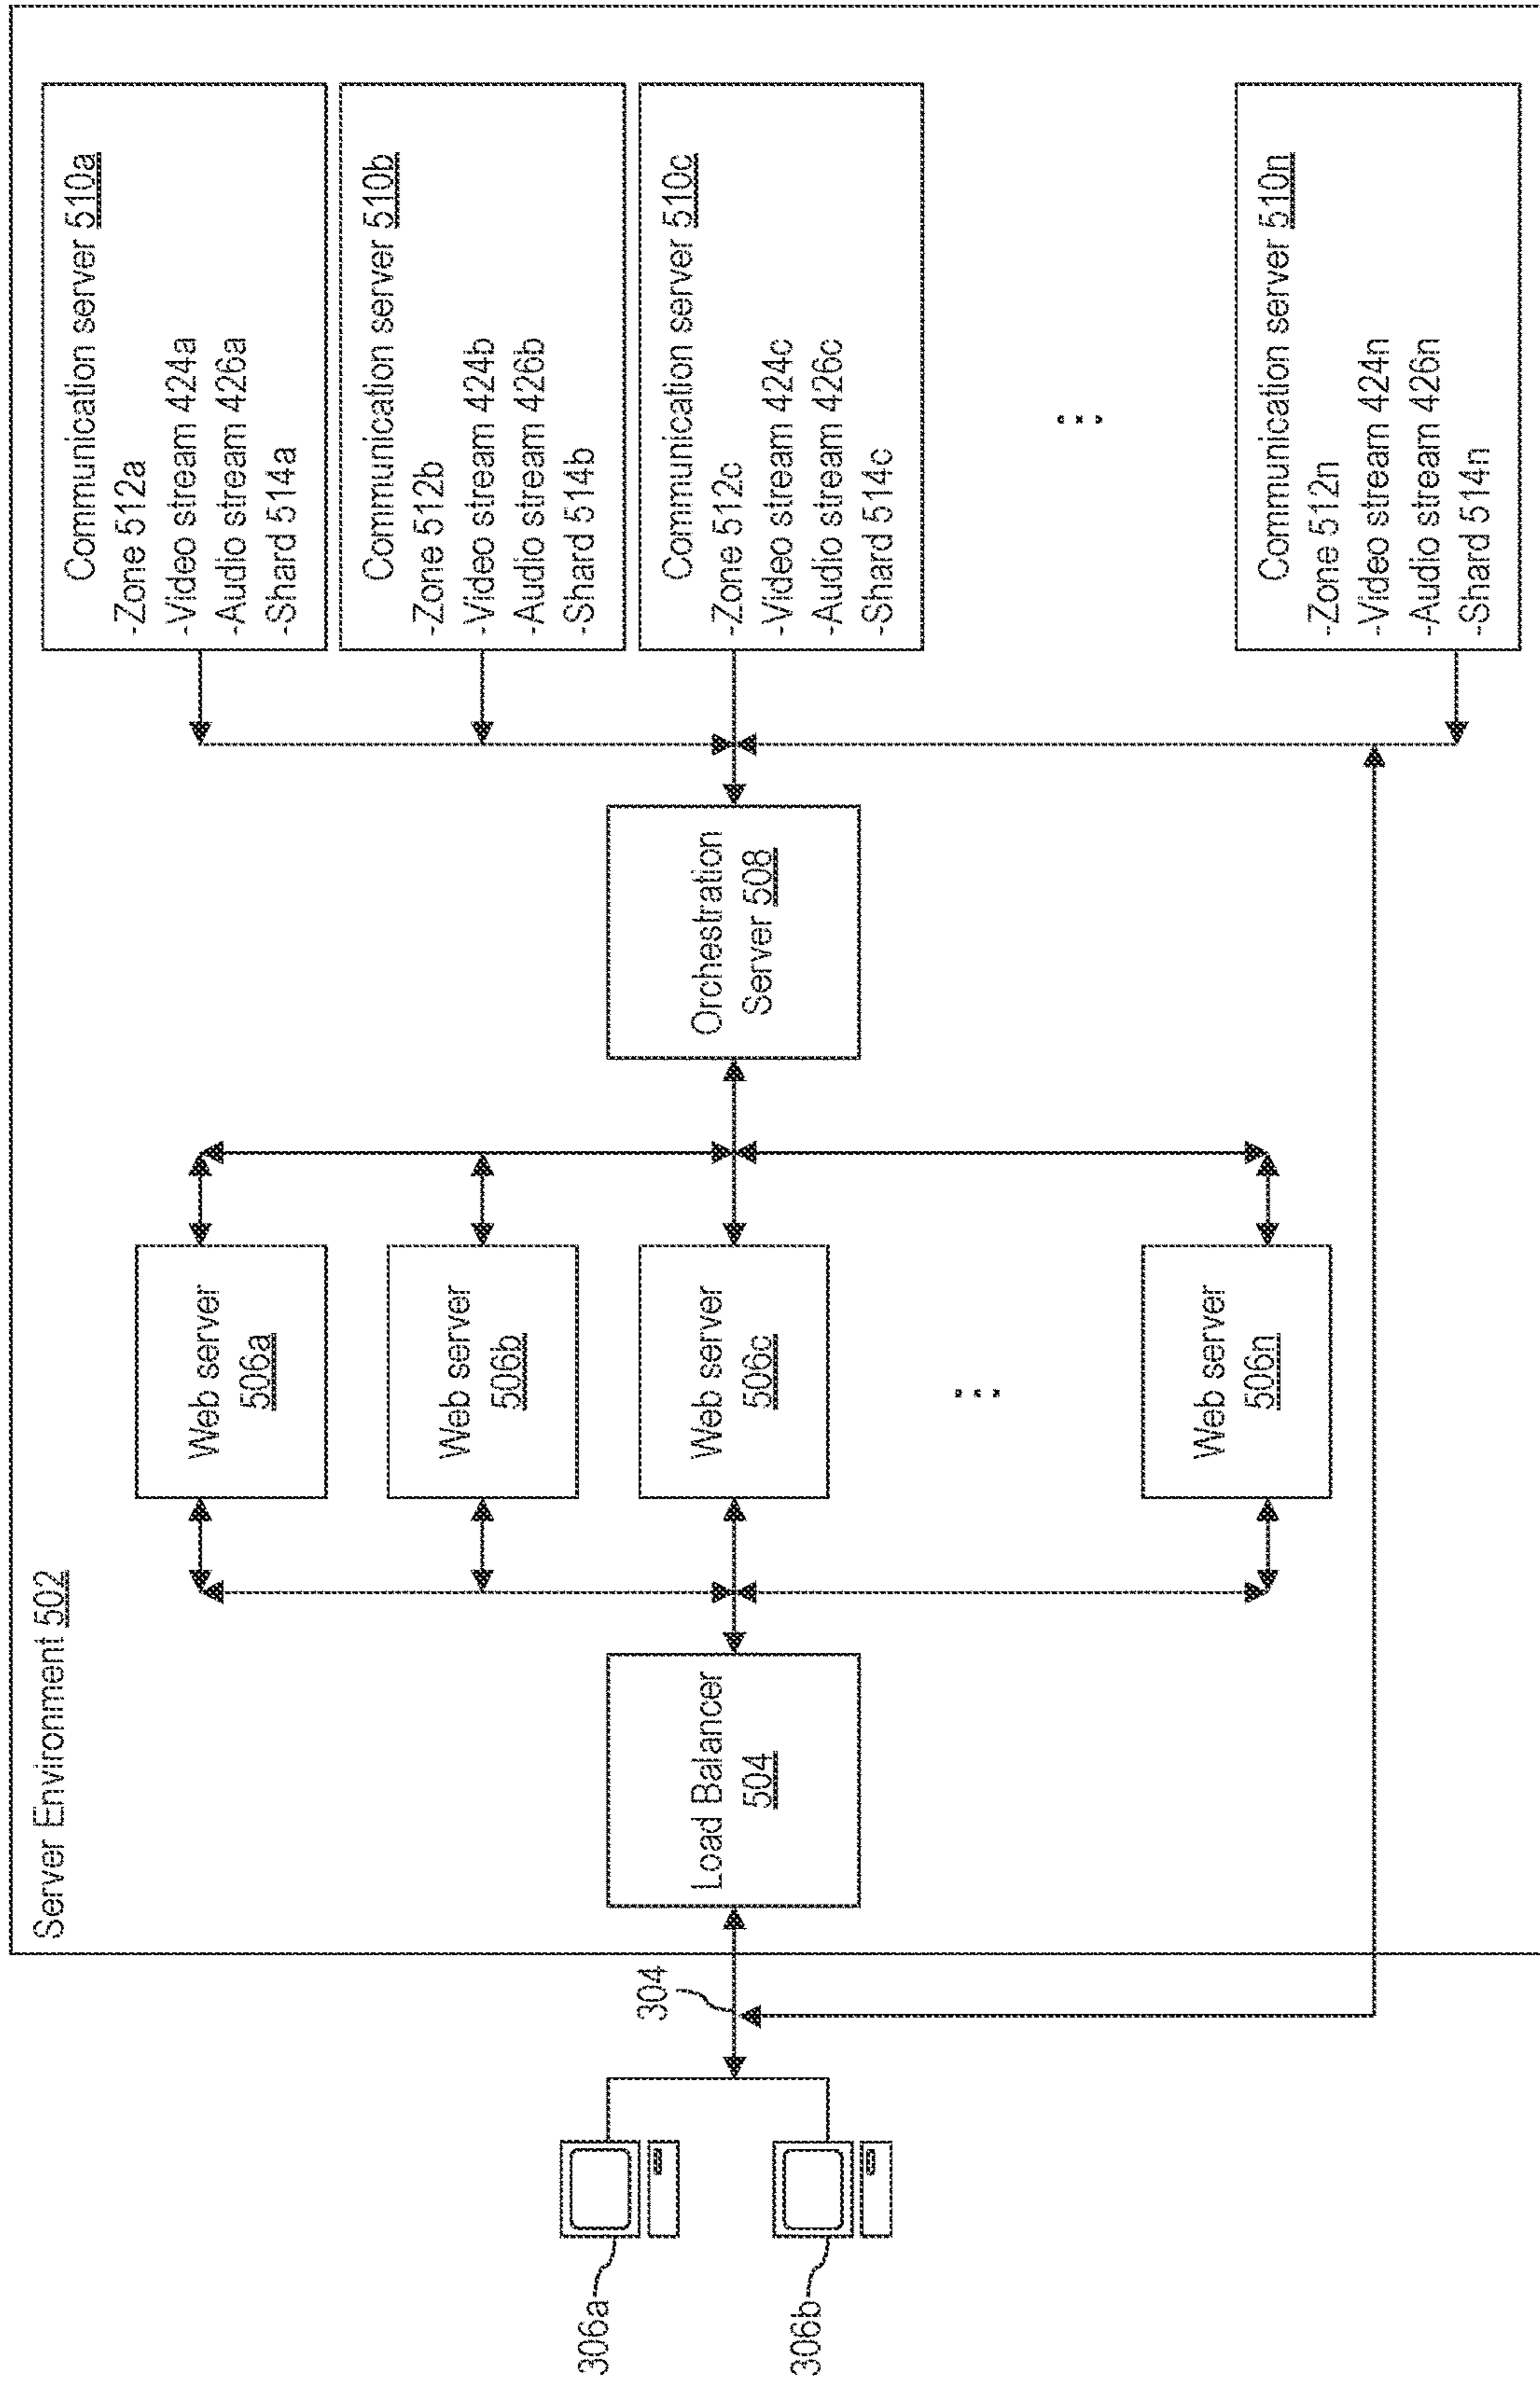 Server Environment 502
306a
306b
304
Load Balancer
504
Web server
506a
Web server
506b
Web server
506c
...
Web server
506n
Orchestration
Server 508
Communication server 510a
-Zone 512a
-Video stream 424a
-Audio stream 426a
-Shard 514a
Communication server 510b
-Zone 512b
-Video stream 424b
-Audio stream 426b
-Shard 514b
Communication server 510c
-Zone 512c
-Video stream 424c
-Audio stream 426c
-Shard 514c
...
Communication server 510n
-Zone 512n
-Video stream 424n
-Audio stream 426n
-Shard 514n